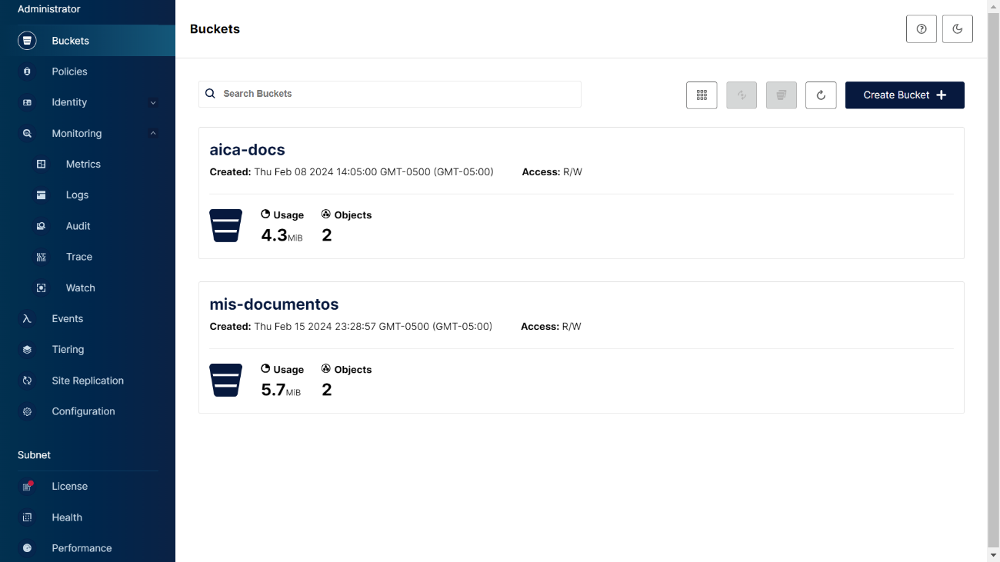 Administrator
Buckets
Policies
Identity
Monitoring
Metrics
Logs
Audit
Trace
Watch
Events
Tiering
Site Replication
Configuration
Subnet
License
Health
Performance
Buckets
Search Buckets
Create Bucket
aica-docs
Created: Thu Feb 08 2024 14:05:00 GMT-0500 (GMT-05:00) Access: R/W
Usage Objects
4.3MiB 2
mis-documentos
Created: Thu Feb 15 2024 23:28:57 GMT-0500 (GMT-05:00) Access: R/W
Usage Objects
5.7MiB 2